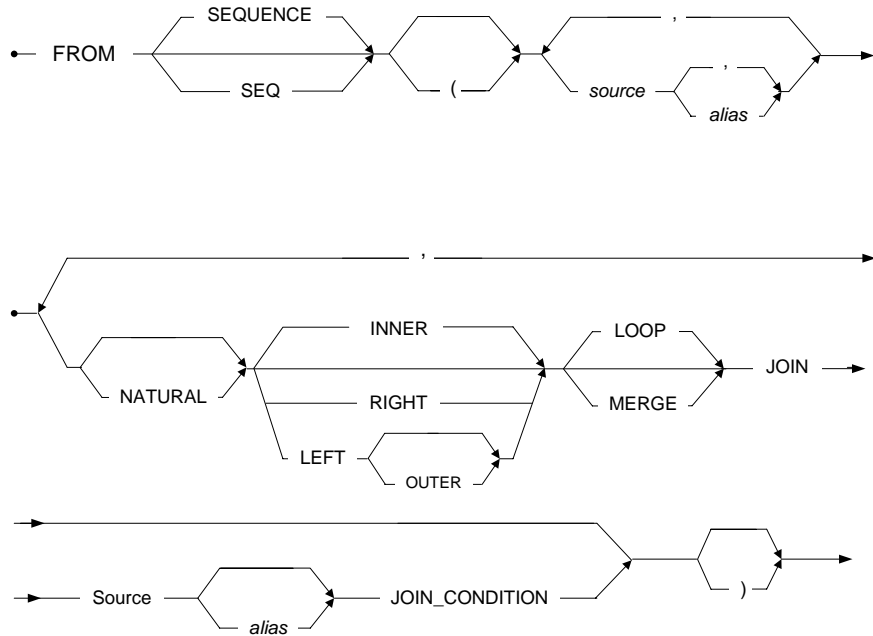 SEQUENCE
,
FROM
SEQ
(
source
,
alias
,
INNER
LOOP
JOIN
NATURAL
RIGHT
MERGE
LEFT
OUTER
Source
JOIN_CONDITION
)
alias